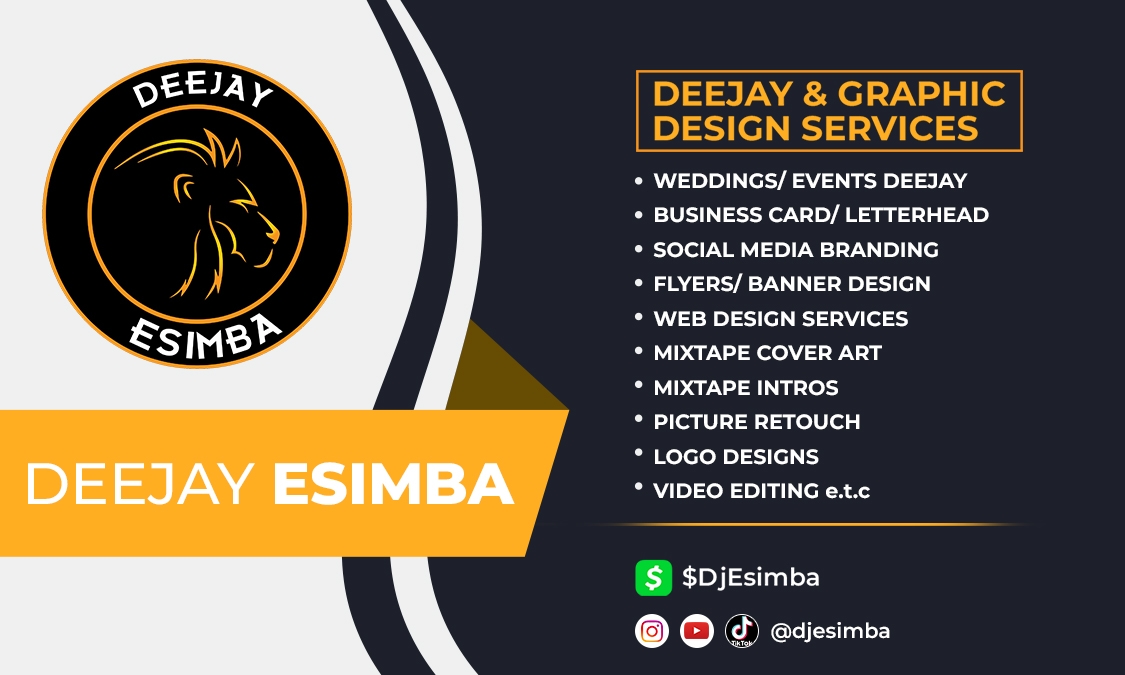 DEEJAY
ESIMBA
DEEJAY ESIMBA
DEEJAY & GRAPHIC
DESIGN SERVICES
• WEDDINGS/ EVENTS DEEJAY
• BUSINESS CARD/ LETTERHEAD
• SOCIAL MEDIA BRANDING
• FLYERS/ BANNER DESIGN
• WEB DESIGN SERVICES
• MIXTAPE COVER ART
• MIXTAPE INTROS
• PICTURE RETOUCH
• LOGO DESIGNS
• VIDEO EDITING e.t.c
$ $DjEsimba
TikTok @djesimba